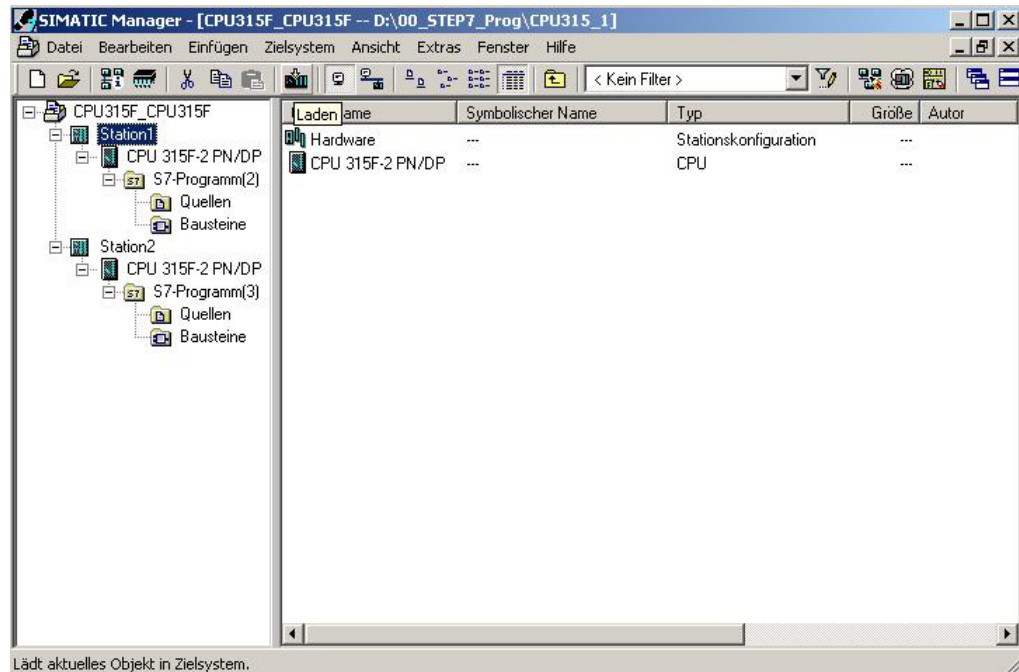 SIMATIC Manager - [CPU315F_CPU315F -- D:\00_STEP7_Prog\CPU315_1]
Datei Bearbeiten Einfügen Zielsystem Ansicht Extras Fenster Hilfe
< Kein Filter >
CPU315F_CPU315F
Station1
CPU 315F-2 PN/DP
S7-Programm(2)
Quellen
Bausteine
Station2
CPU 315F-2 PN/DP
S7-Programm(3)
Quellen
Bausteine
Laden ame Symbolischer Name Typ Größe Autor
Hardware --- Stationskonfiguration ---
CPU 315F-2 PN/DP --- CPU ---
Lädt aktuelles Objekt in Zielsystem.